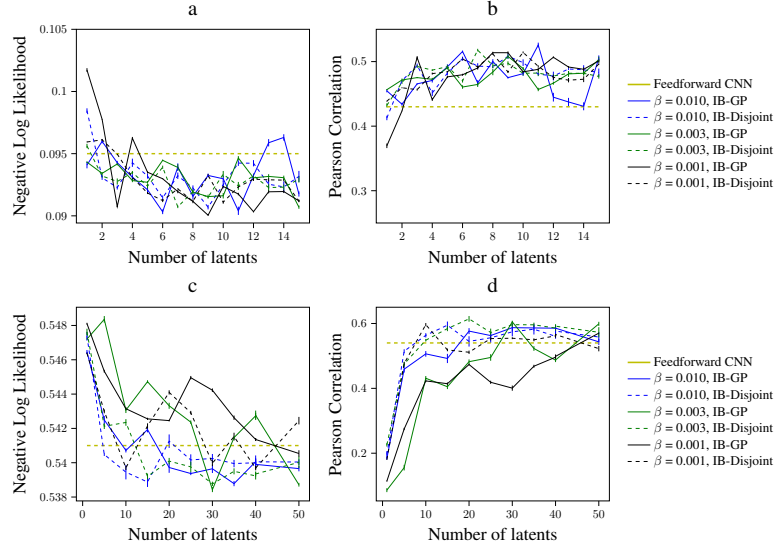 a
b
0.105
0.1
0.095
0.09
2 4 6 8 10 12 14
Negative Log Likelihood
Number of latents
0.5
0.4
0.3
2 4 6 8 10 12 14
Pearson Correlation
Number of latents
Feedforward CNN
β = 0.010, IB-GP
β = 0.010, IB-Disjoint
β = 0.003, IB-GP
β = 0.003, IB-Disjoint
β = 0.001, IB-GP
β = 0.001, IB-Disjoint
c
d
0.548
0.546
0.544
0.542
0.54
0.538
0 10 20 30 40 50
Negative Log Likelihood
Number of latents
0.6
0.4
0.2
0 10 20 30 40 50
Pearson Correlation
Number of latents
Feedforward CNN
β = 0.010, IB-GP
β = 0.010, IB-Disjoint
β = 0.003, IB-GP
β = 0.003, IB-Disjoint
β = 0.001, IB-GP
β = 0.001, IB-Disjoint